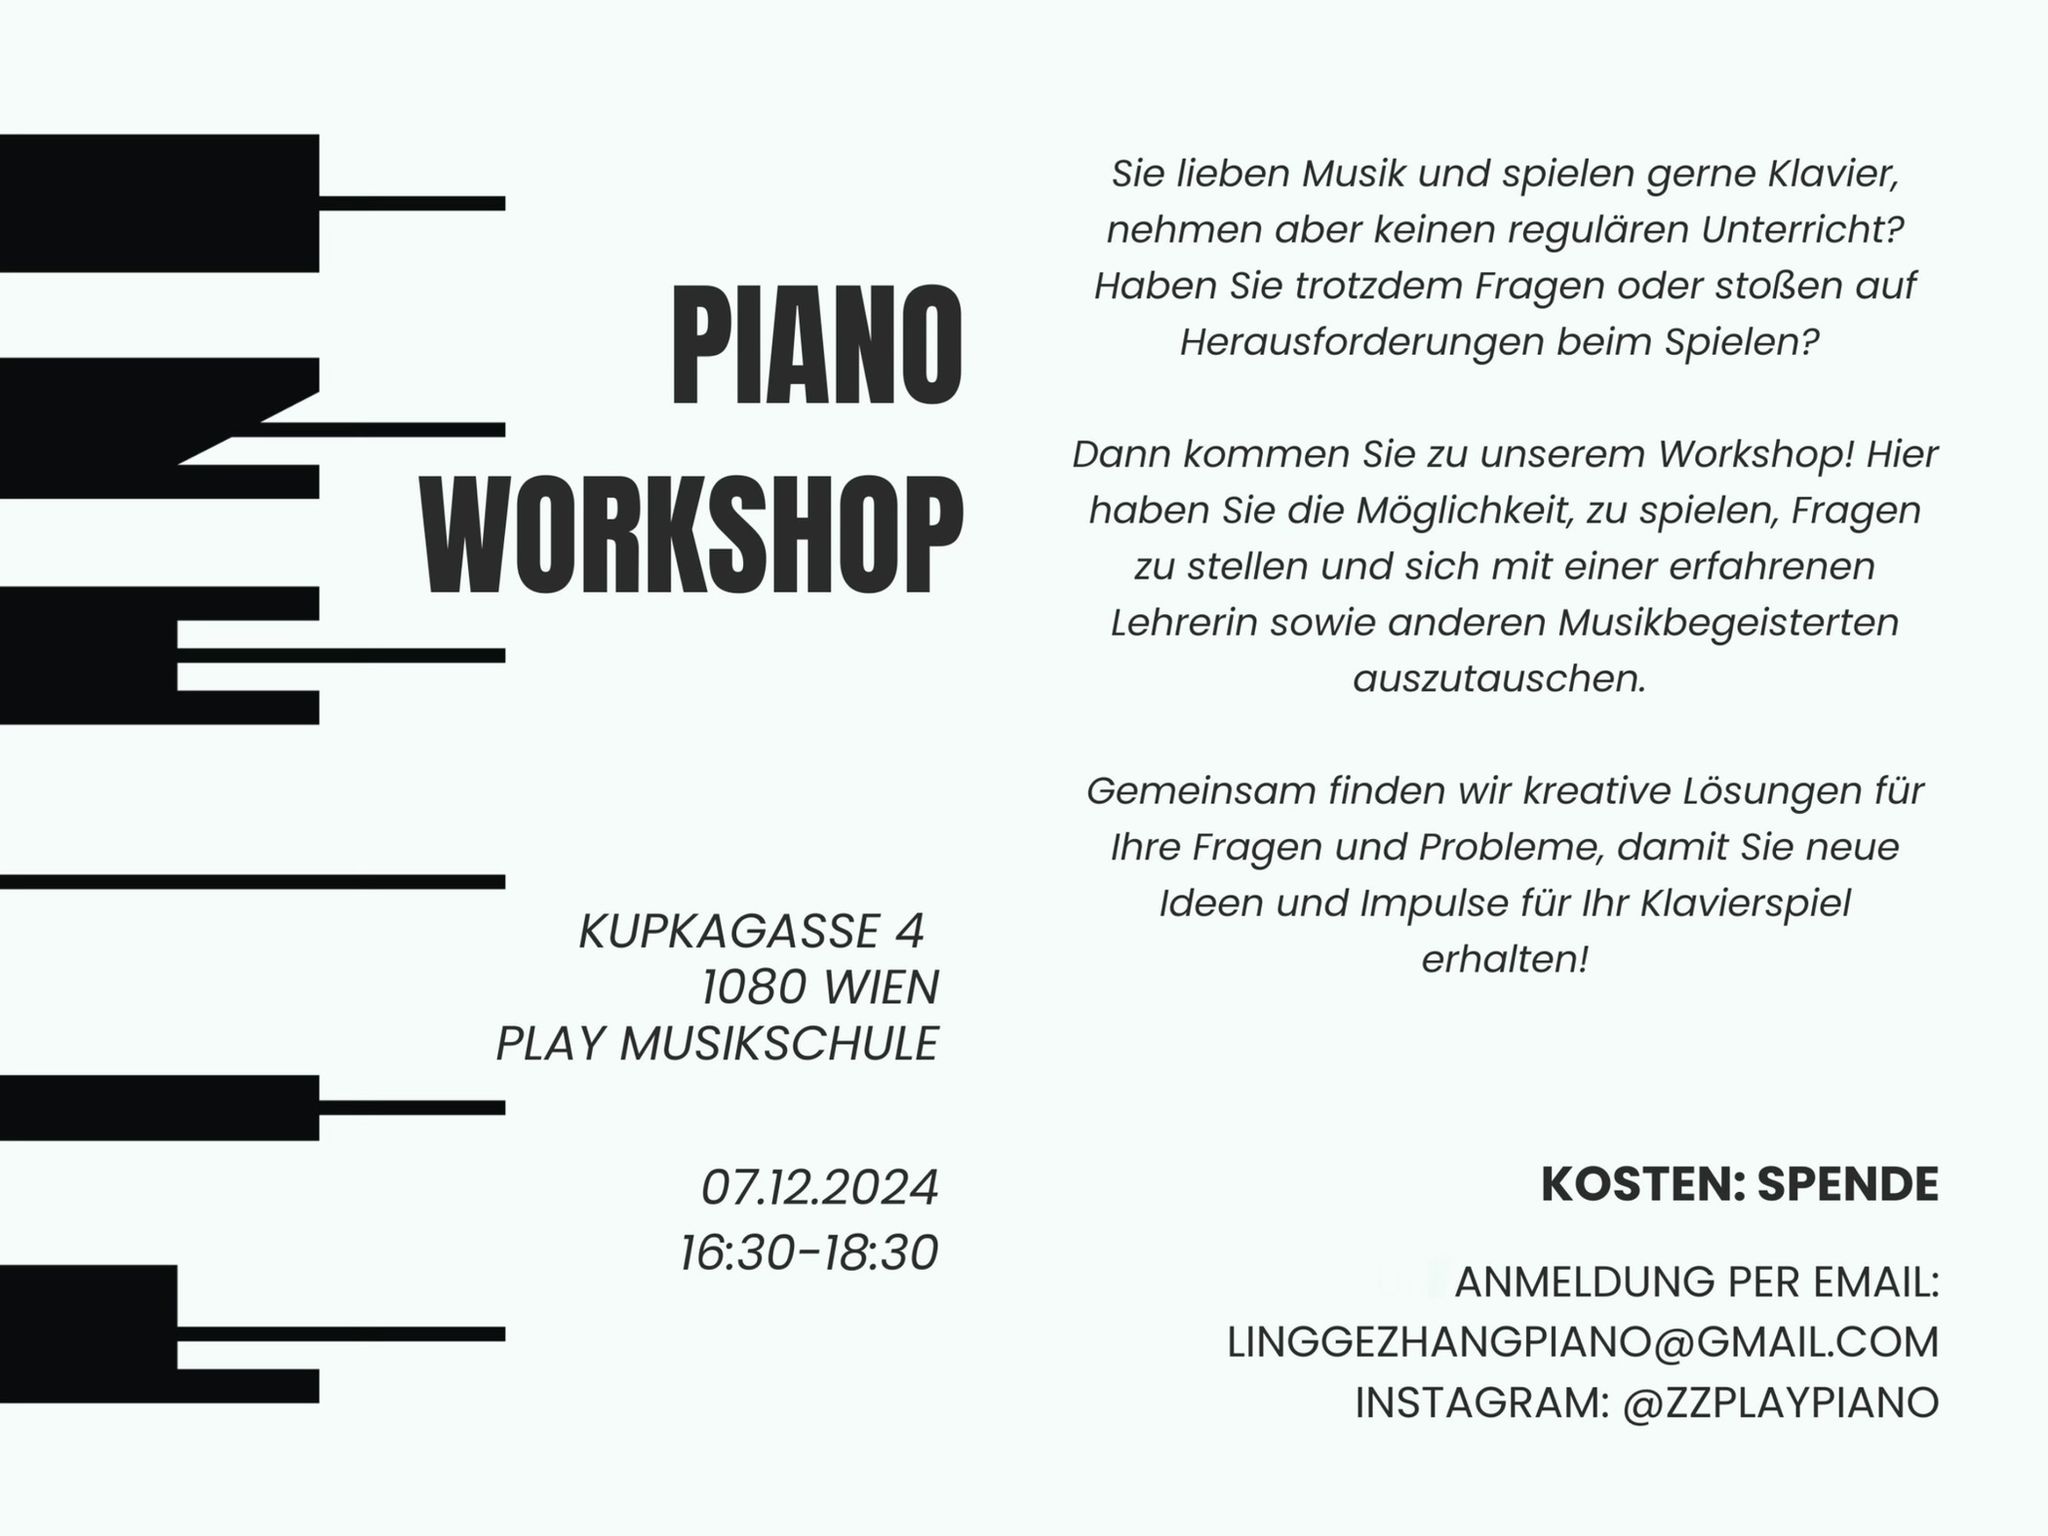 PIANO
WORKSHOP
KUPKAGASSE 4
1080 WIEN
PLAY MUSIKSCHULE
07.12.2024
16:30-18:30
Sie lieben Musik und spielen gerne Klavier,
nehmen aber keinen regulären Unterricht?
Haben Sie trotzdem Fragen oder stoßen auf
Herausforderungen beim Spielen?
Dann kommen Sie zu unserem Workshop! Hier
haben Sie die Möglichkeit, zu spielen, Fragen
zu stellen und sich mit einer erfahrenen
Lehrerin sowie anderen Musikbegeisterten
auszutauschen.
Gemeinsam finden wir kreative Lösungen für
Ihre Fragen und Probleme, damit Sie neue
Ideen und Impulse für Ihr Klavierspiel
erhalten!
KOSTEN: SPENDE
ANMELDUNG PER EMAIL:
LINGGEZHANGPIANO@GMAIL.COM
INSTAGRAM: @ZZPLAYPIANO